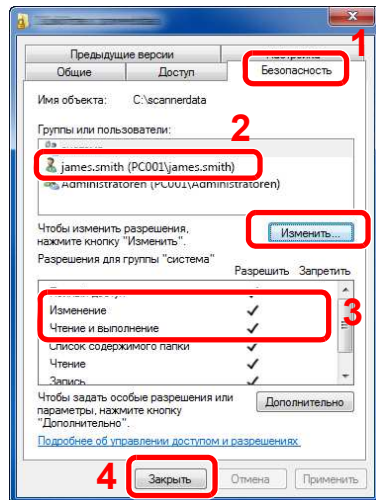 1
Предыдущие версии
Общие
Доступ
Безопасность
Имя объекта: C:\scannerdata
2
Группы или пользователи:
james.smith (PC001\james.smith)
Administratoren (PC001\Administratoren)
Чтобы изменить разрешения,
нажмите кнопку "Изменить".
Изменить...
Разрешения для группы "система"
Разрешить Запретить
3
Изменение
Чтение и выполнение
Список содержимого папки
Чтение
Запись
Чтобы задать особые разрешения или
параметры, нажмите кнопку
"Дополнительно".
Дополнительно
Подробнее об управлении доступом и разрешениях
4
Закрыть
Отмена
Применить